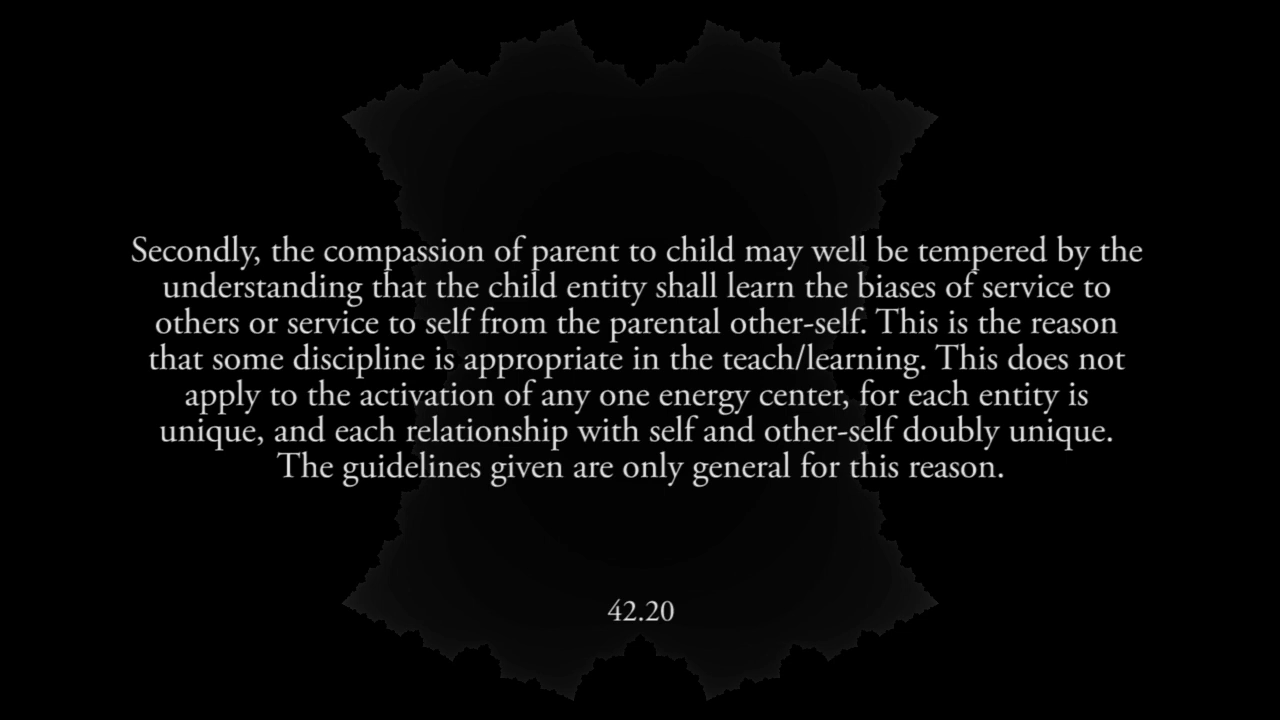 Secondly, the compassion of parent to child may well be tempered by the
understanding that the child entity shall learn the biases of service to
others or service to self from the parental other-self. This is the reason
that some discipline is appropriate in the teach/learning. This does not
apply to the activation of any one energy center, for each entity is
unique, and each relationship with self and other-self doubly unique.
The guidelines given are only general for this reason.
42.20